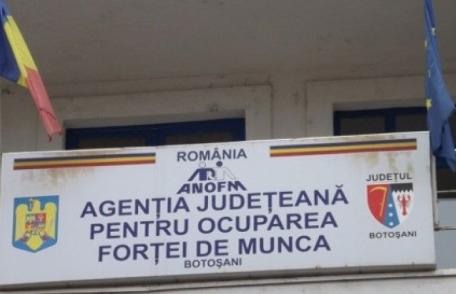 ROMÂNIA
ANOFM
AGENȚIA JUDEȚEANĂ
PENTRU OCUPAREA
FORȚEI DE MUNCA
BOTOȘANI
JUDEȚUL
BOTOȘANI